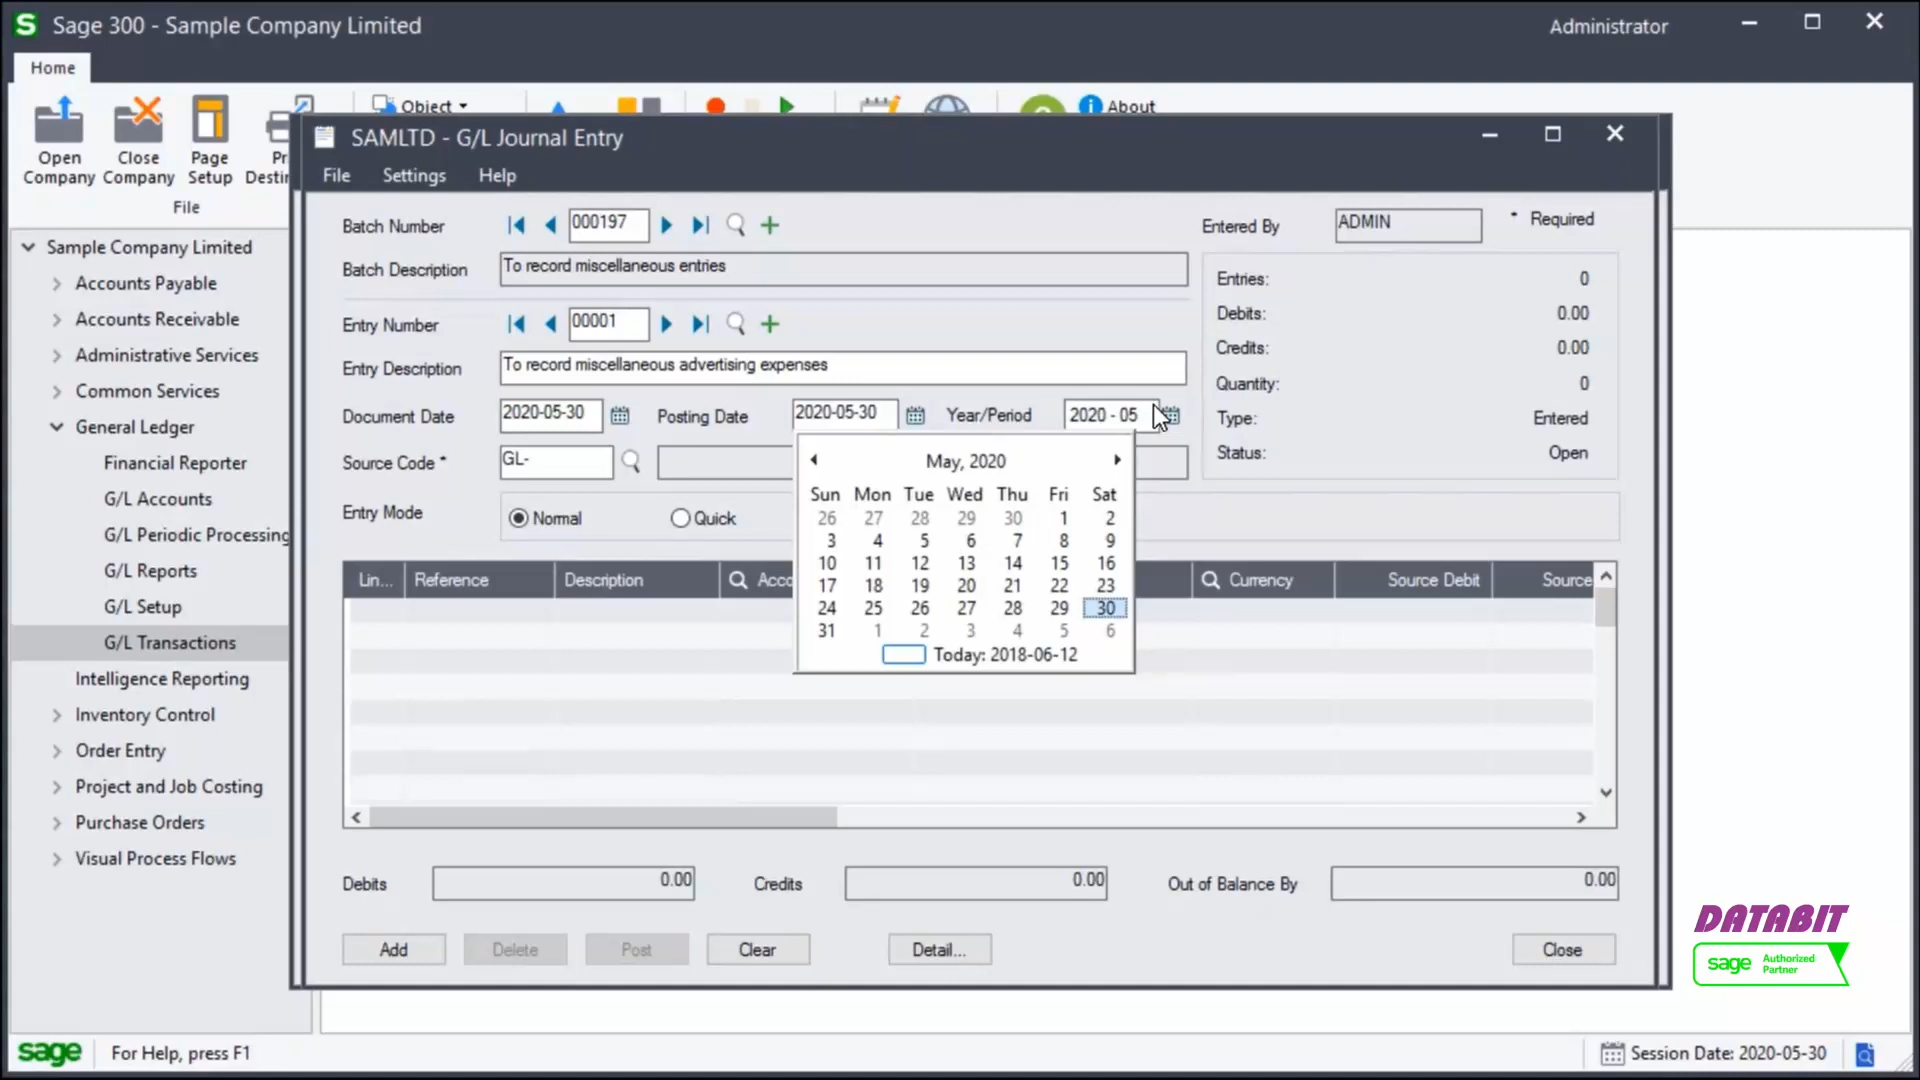 Sage 300 - Sample Company Limited
Administrator
Home
Open Company
Close Company
Page Setup
Pr
Destin
File
Object
About
SAMLTD - G/L Journal Entry
File Settings Help
Sample Company Limited
Accounts Payable
Accounts Receivable
Administrative Services
Common Services
General Ledger
Financial Reporter
G/L Accounts
G/L Periodic Processing
G/L Reports
G/L Setup
G/L Transactions
Intelligence Reporting
Inventory Control
Order Entry
Project and Job Costing
Purchase Orders
Visual Process Flows
Batch Number 000197
Entered By ADMIN
* Required
Batch Description To record miscellaneous entries
Entry Number 00001
Entry Description To record miscellaneous advertising expenses
Document Date 2020-05-30 Posting Date 2020-05-30 Year/Period 2020 - 05
Source Code * GL-
Entry Mode Normal Quick
Entries: 0
Debits: 0.00
Credits: 0.00
Quantity: 0
Type: Entered
Status: Open
May, 2020
Sun Mon Tue Wed Thu Fri Sat
26 27 28 29 30 1 2
3 4 5 6 7 8 9
10 11 12 13 14 15 16
17 18 19 20 21 22 23
24 25 26 27 28 29 30
31 1 2 3 4 5 6
Today: 2018-06-12
Lin... Reference Description Acco Currency Source Debit Source
Debits 0.00 Credits 0.00 Out of Balance By 0.00
Add Delete Post Clear Detail... Close
DATABIT
sage Authorized Partner
sage For Help, press F1
Session Date: 2020-05-30